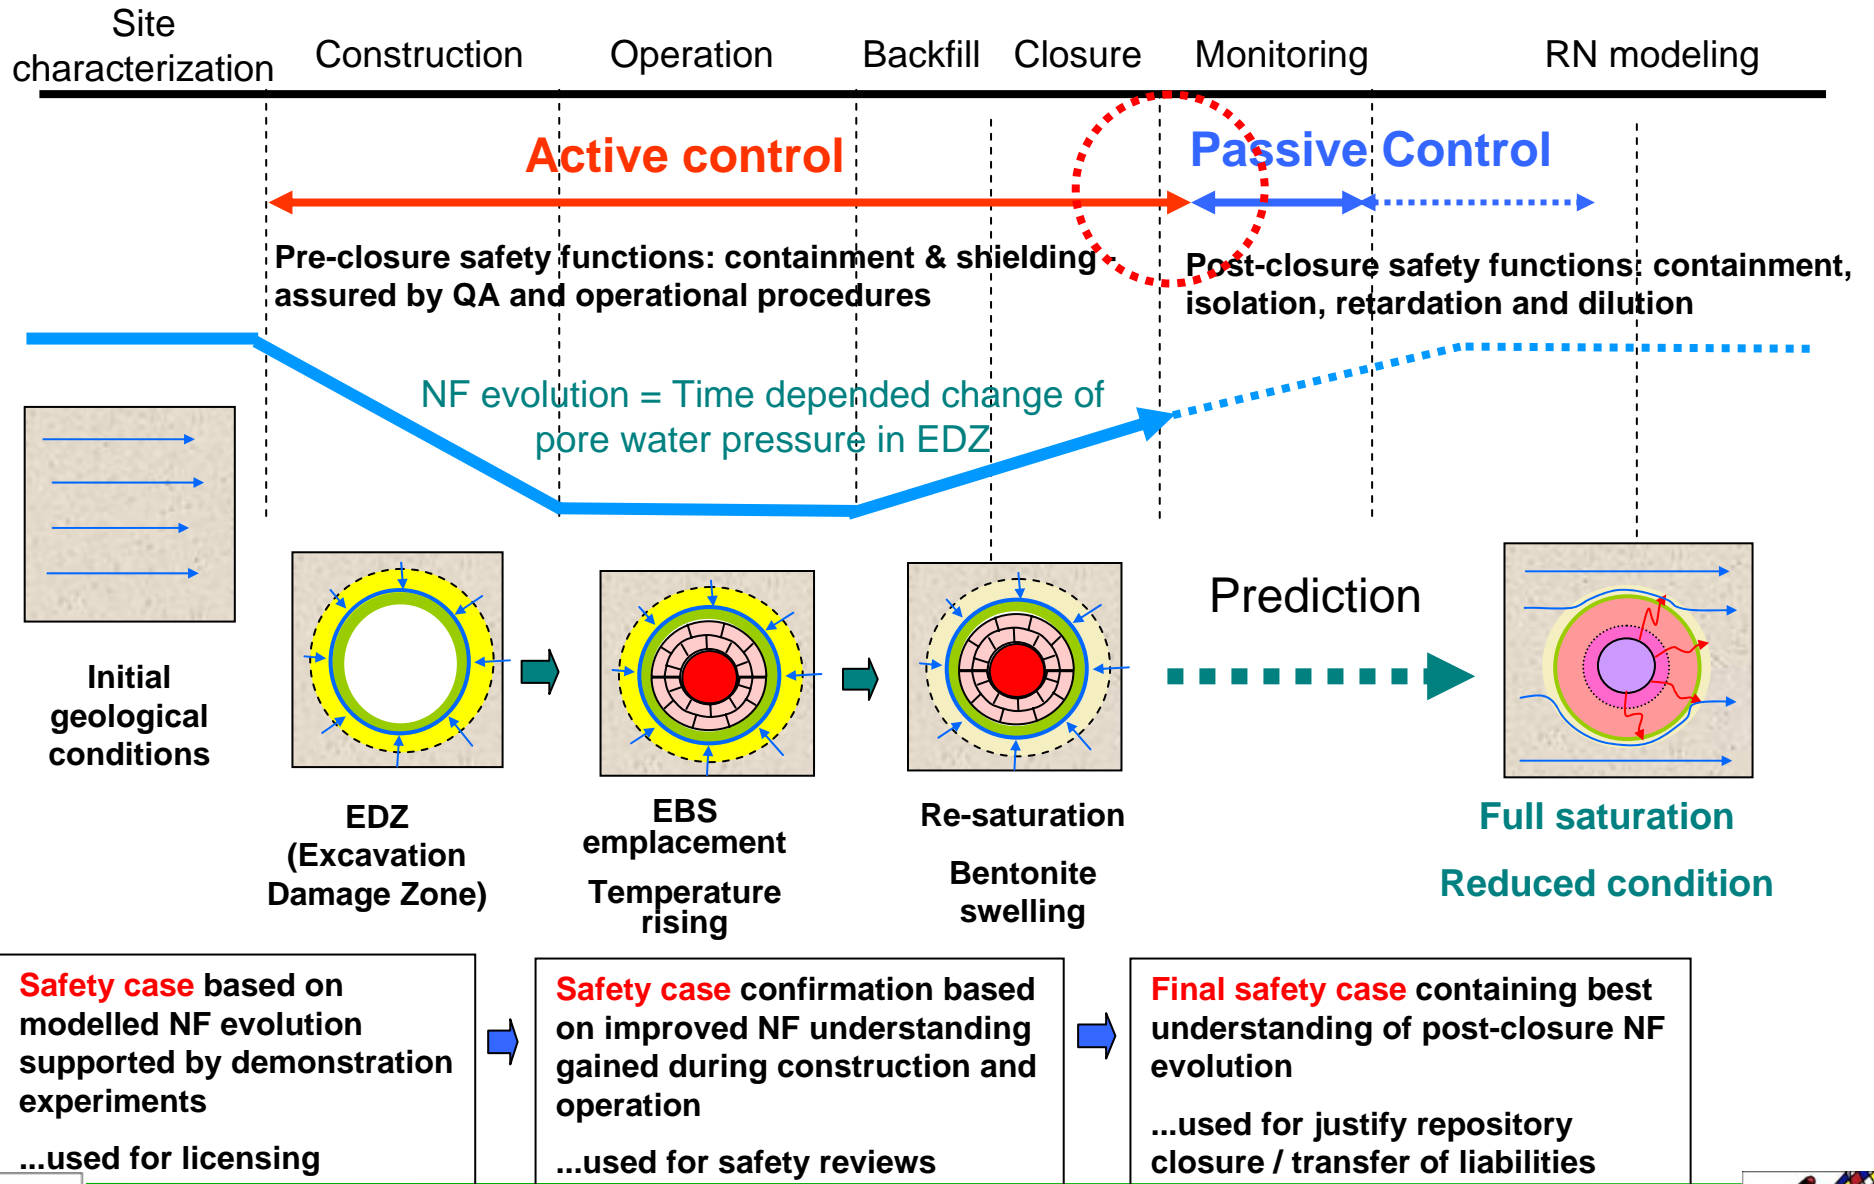 Site
characterization
Construction
Operation
Backfill
Closure
Monitoring
RN modeling
Active control
Passive Control
Pre-closure safety functions: containment & shielding -
assured by QA and operational procedures
Post-closure safety functions: containment,
isolation, retardation and dilution
NF evolution = Time depended change of
pore water pressure in EDZ
Prediction
Initial
geological
conditions
EDZ
(Excavation
Damage Zone)
EBS
emplacement
Temperature
rising
Re-saturation
Bentonite
swelling
Full saturation
Reduced condition
Safety case based on
modelled NF evolution
supported by demonstration
experiments
...used for licensing
Safety case confirmation based
on improved NF understanding
gained during construction and
operation
...used for safety reviews
Final safety case containing best
understanding of post-closure NF
evolution
...used for justify repository
closure / transfer of liabilities